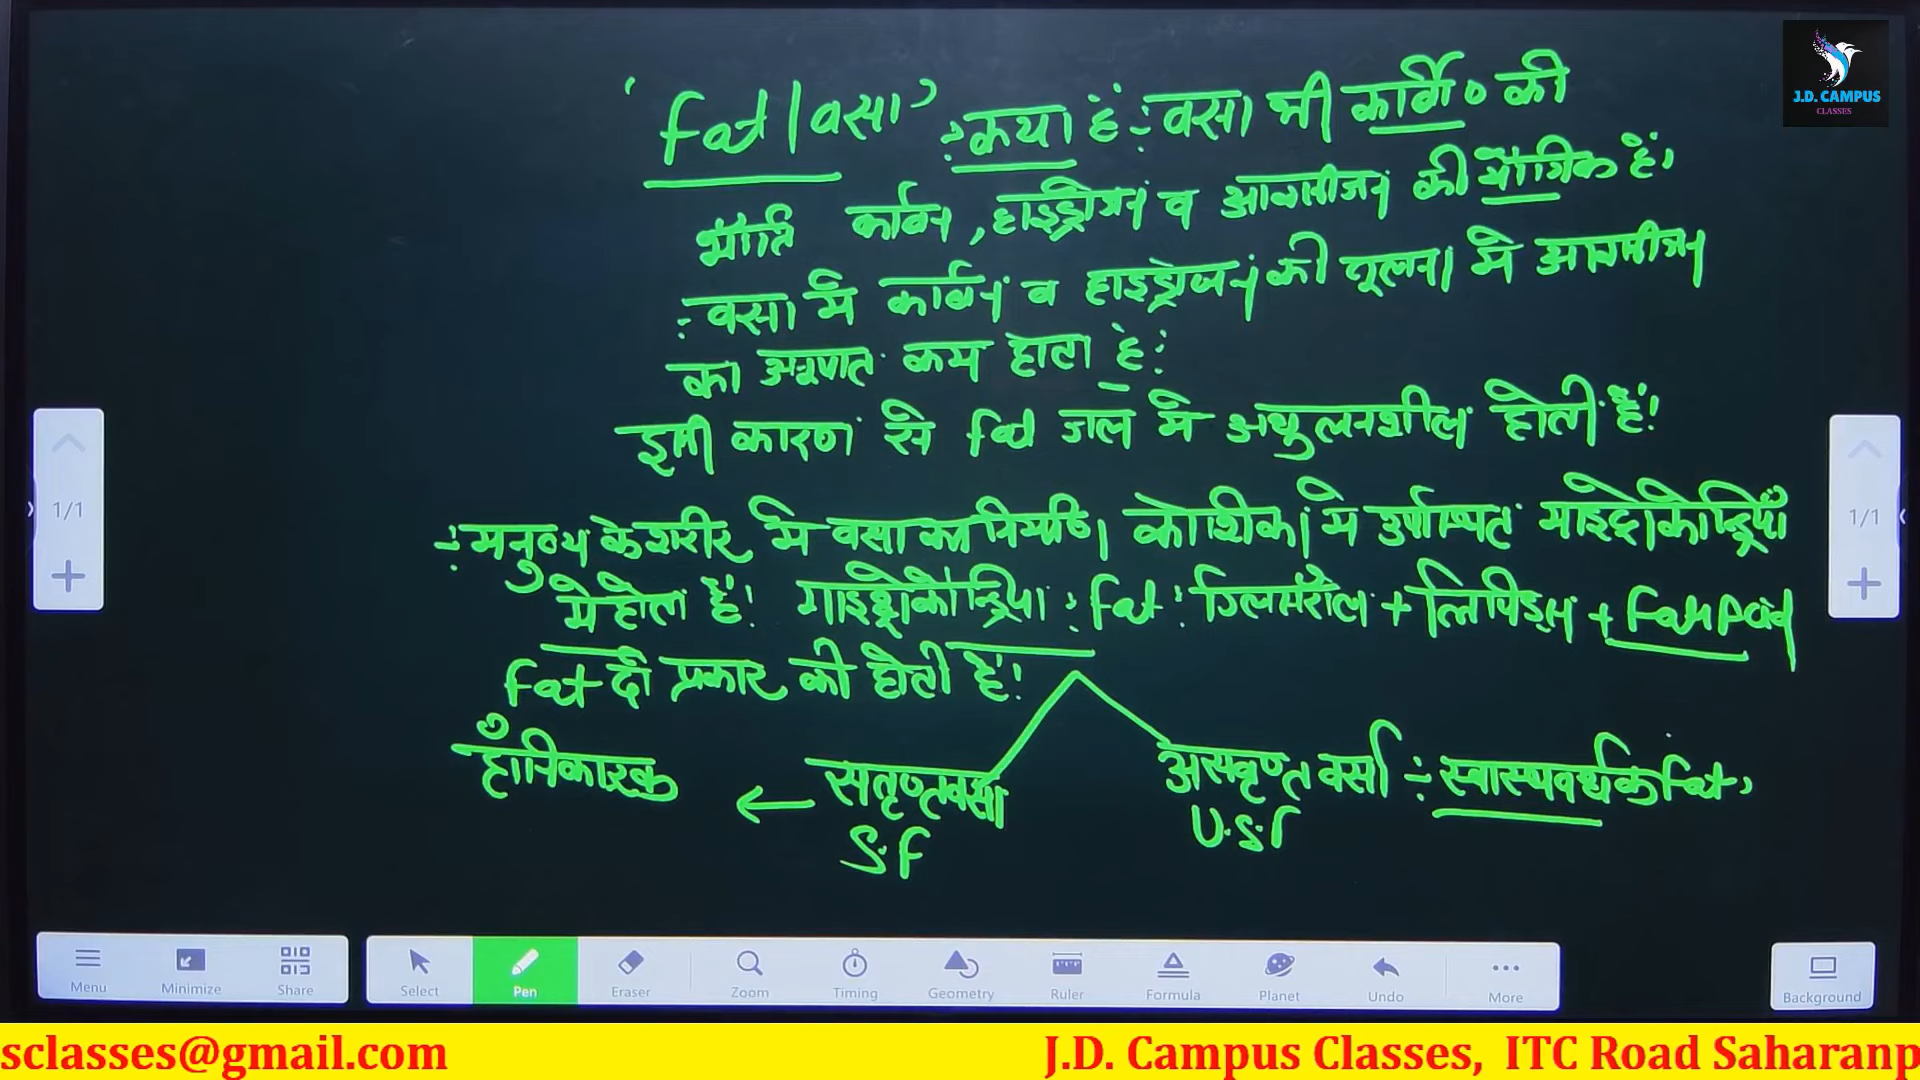 'fat | वसा' : क्या है :- वसा भी कार्बो० की
भांति कार्बन, हाइड्रोजन व आक्सीजन की यौगिक है,
: वसा मे कार्बन व हाइड्रोजन की तूलना मे आक्सीजन
का अनुपात कम होता है :
इसी कारण से fat जल मे अघुलनशील होती है!
:- मनुष्य के शरीर मे वसा का निर्माण कोशिका मे उपस्थित माइट्रोकोन्ड्रिया
मे होता है! माइट्रोकोन्ड्रिया : fat : गिलसरोल + लिपिड्स +
fat दो प्रकार की होती है!
हाँनिकारक ← सतृप्त वसा
S.f
असतृप्त वसा :- स्वास्थ्यवर्धक fat,
U.S.f
J.D. CAMPUS
CLASSES
1/1
1/1
Menu Minimize Share Select Pen Eraser Zoom Timing Geometry Ruler Formula Planet Undo More Background
sclasses@gmail.com J.D. Campus Classes, ITC Road Saharanp